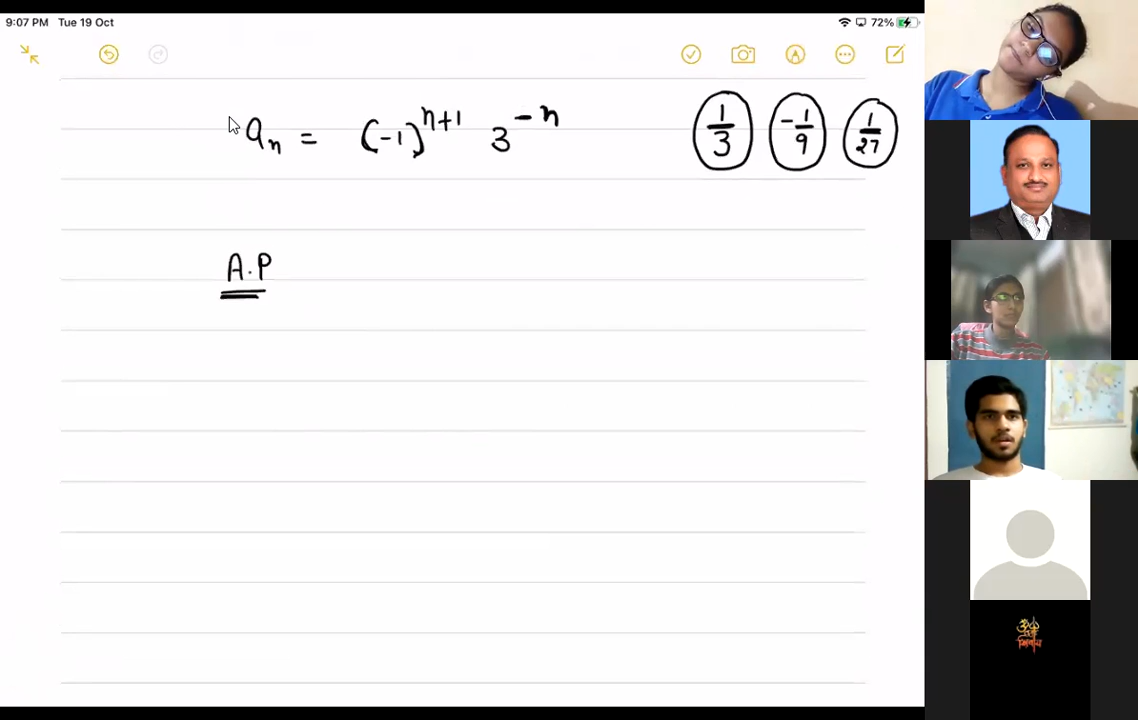 9:07 PM Tue 19 Oct 72%
aₙ = (-1)ⁿ⁺¹ 3⁻ⁿ 1/3 -1/9 1/27
A.P